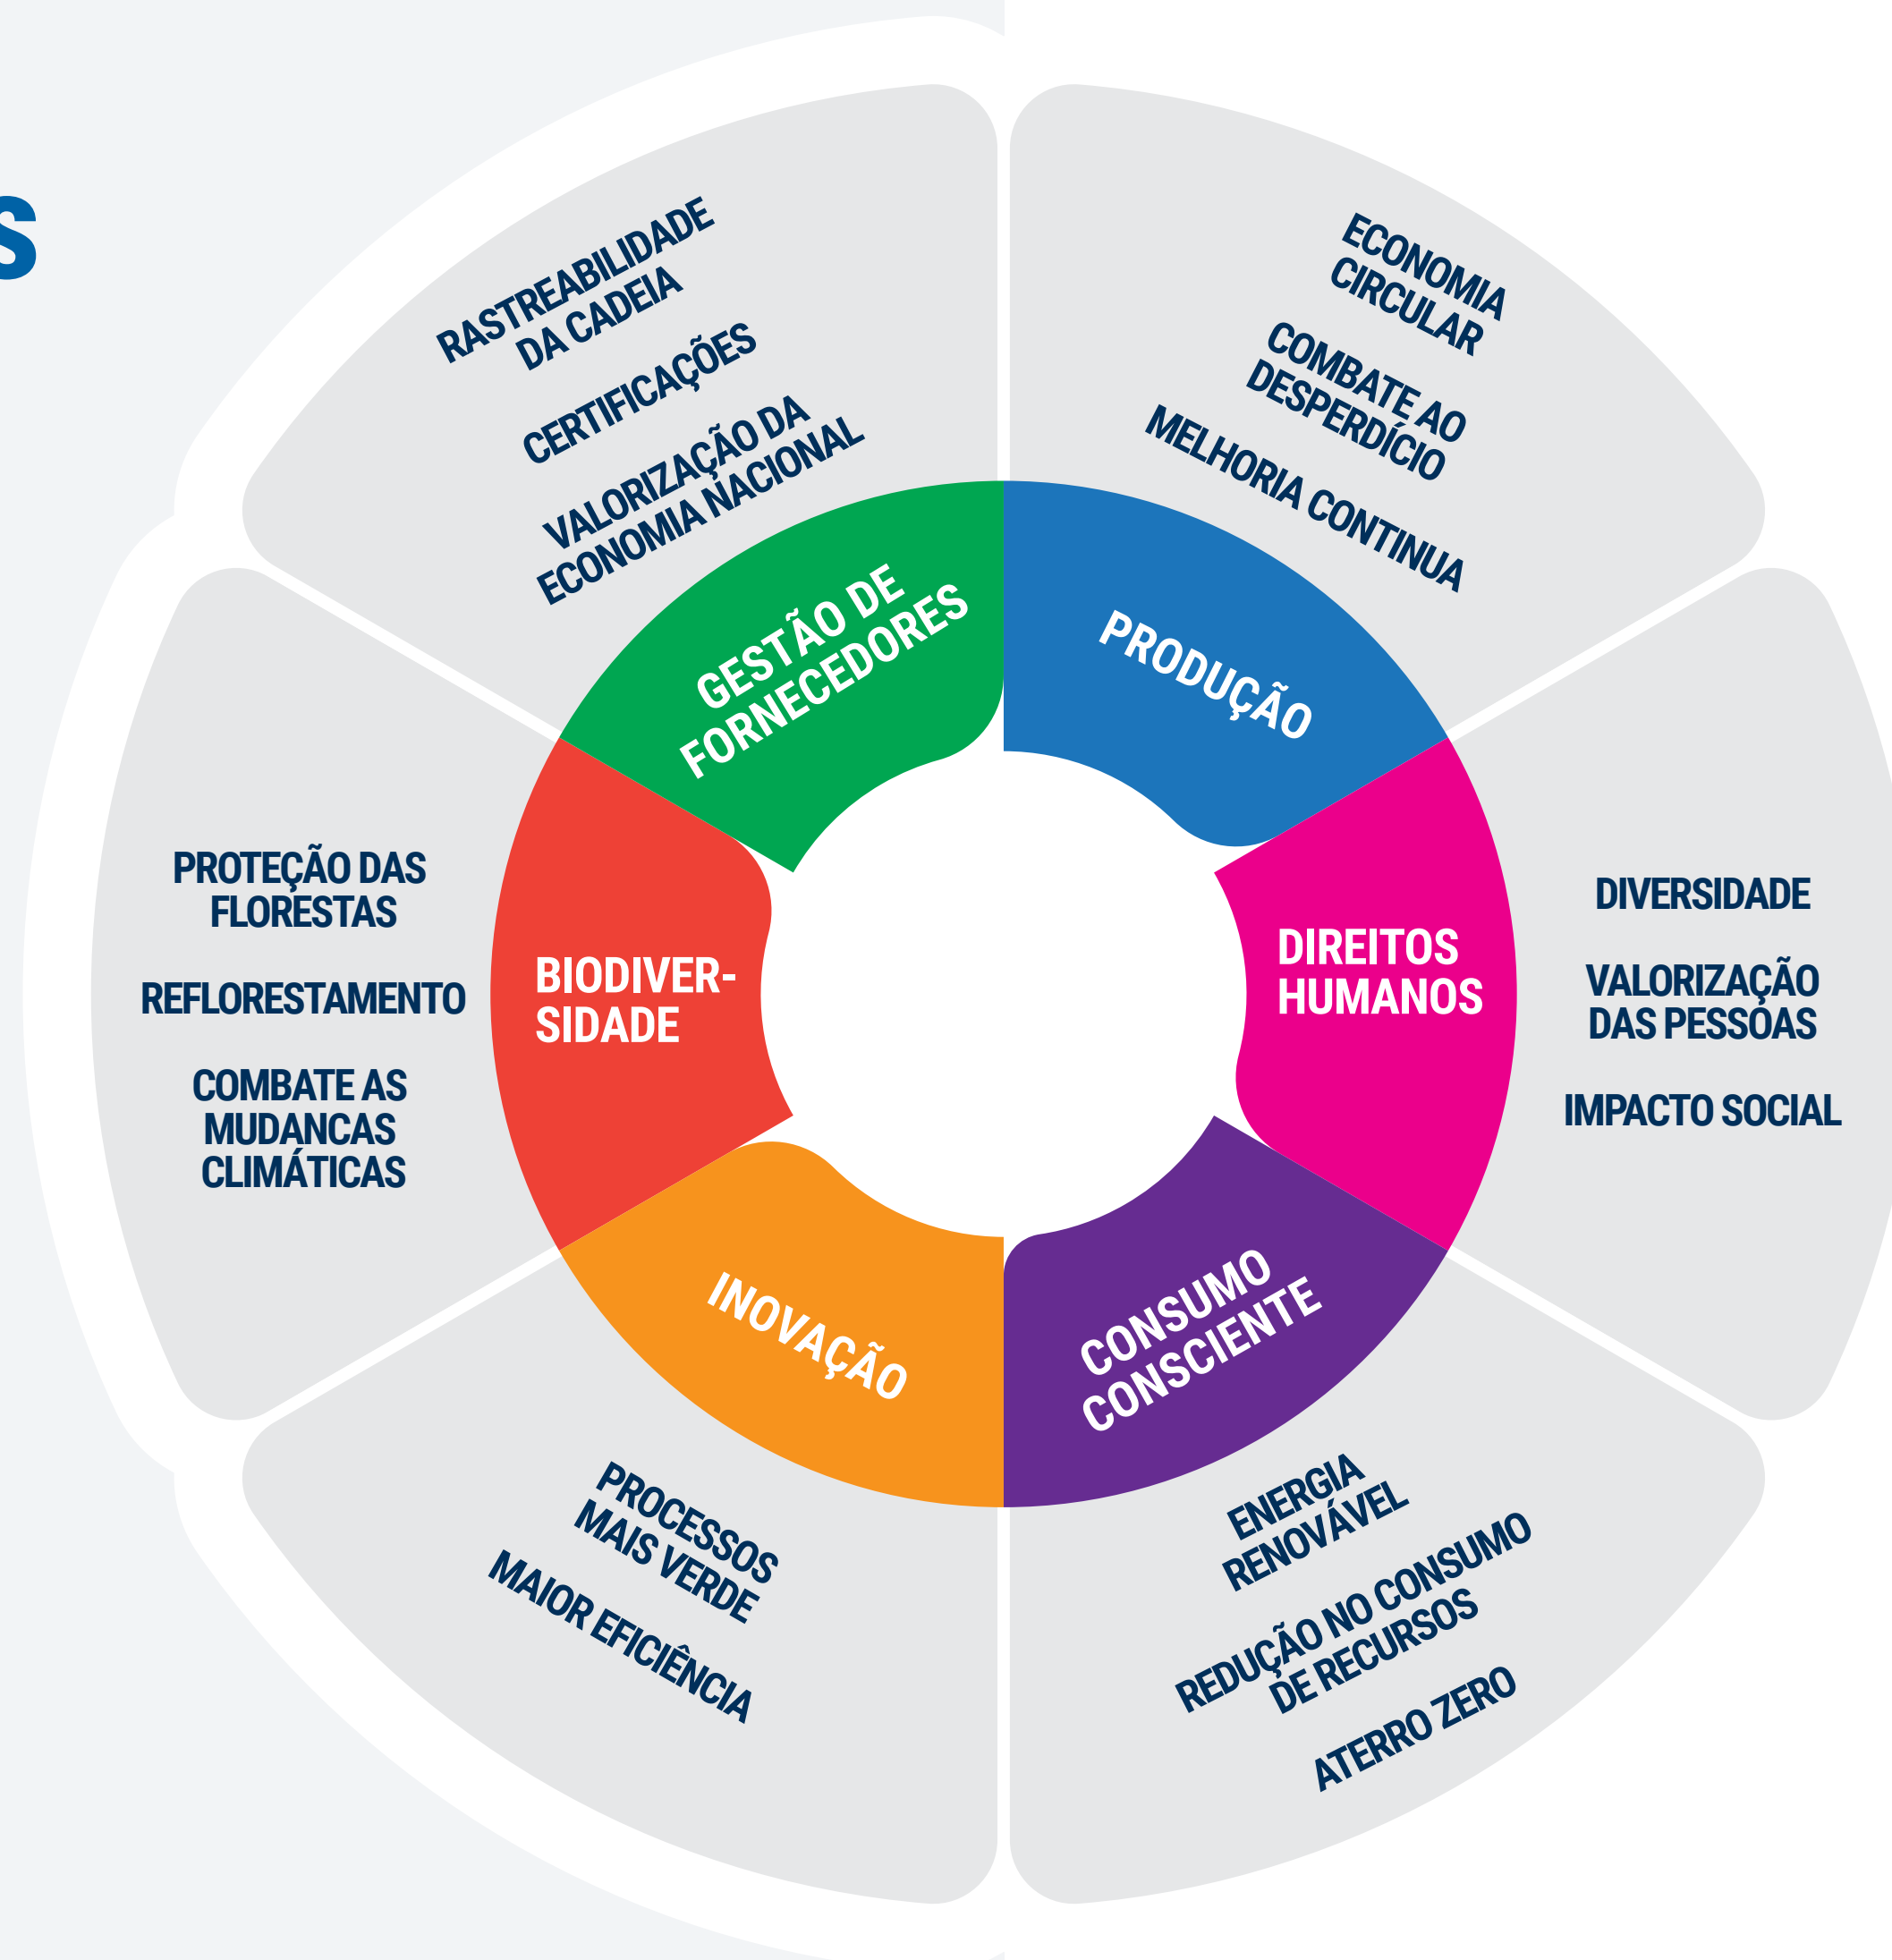 S
RASTREABILIDADE
DA CADEIA
CERTIFICAÇÕES
VALORIZAÇÃO DA
ECONOMIA NACIONAL
GESTÃO DE
FORNECEDORES
ECONOMIA
CIRCULAR
COMBATE AO
DESPERDÍCIO
MELHORIA CONTINUA
PRODUÇÃO
DIREITOS
HUMANOS
DIVERSIDADE
VALORIZAÇÃO
DAS PESSOAS
IMPACTO SOCIAL
CONSUMO
CONSCIENTE
ENERGIA
RENOVÁVEL
REDUÇÃO NO CONSUMO
DE RECURSOS
ATERRO ZERO
INOVAÇÃO
PROCESSOS
MAIS VERDE
MAIOR EFICIÊNCIA
BIODIVER-
SIDADE
PROTEÇÃO DAS
FLORESTAS
REFLORESTAMENTO
COMBATE AS
MUDANCAS
CLIMÁTICAS